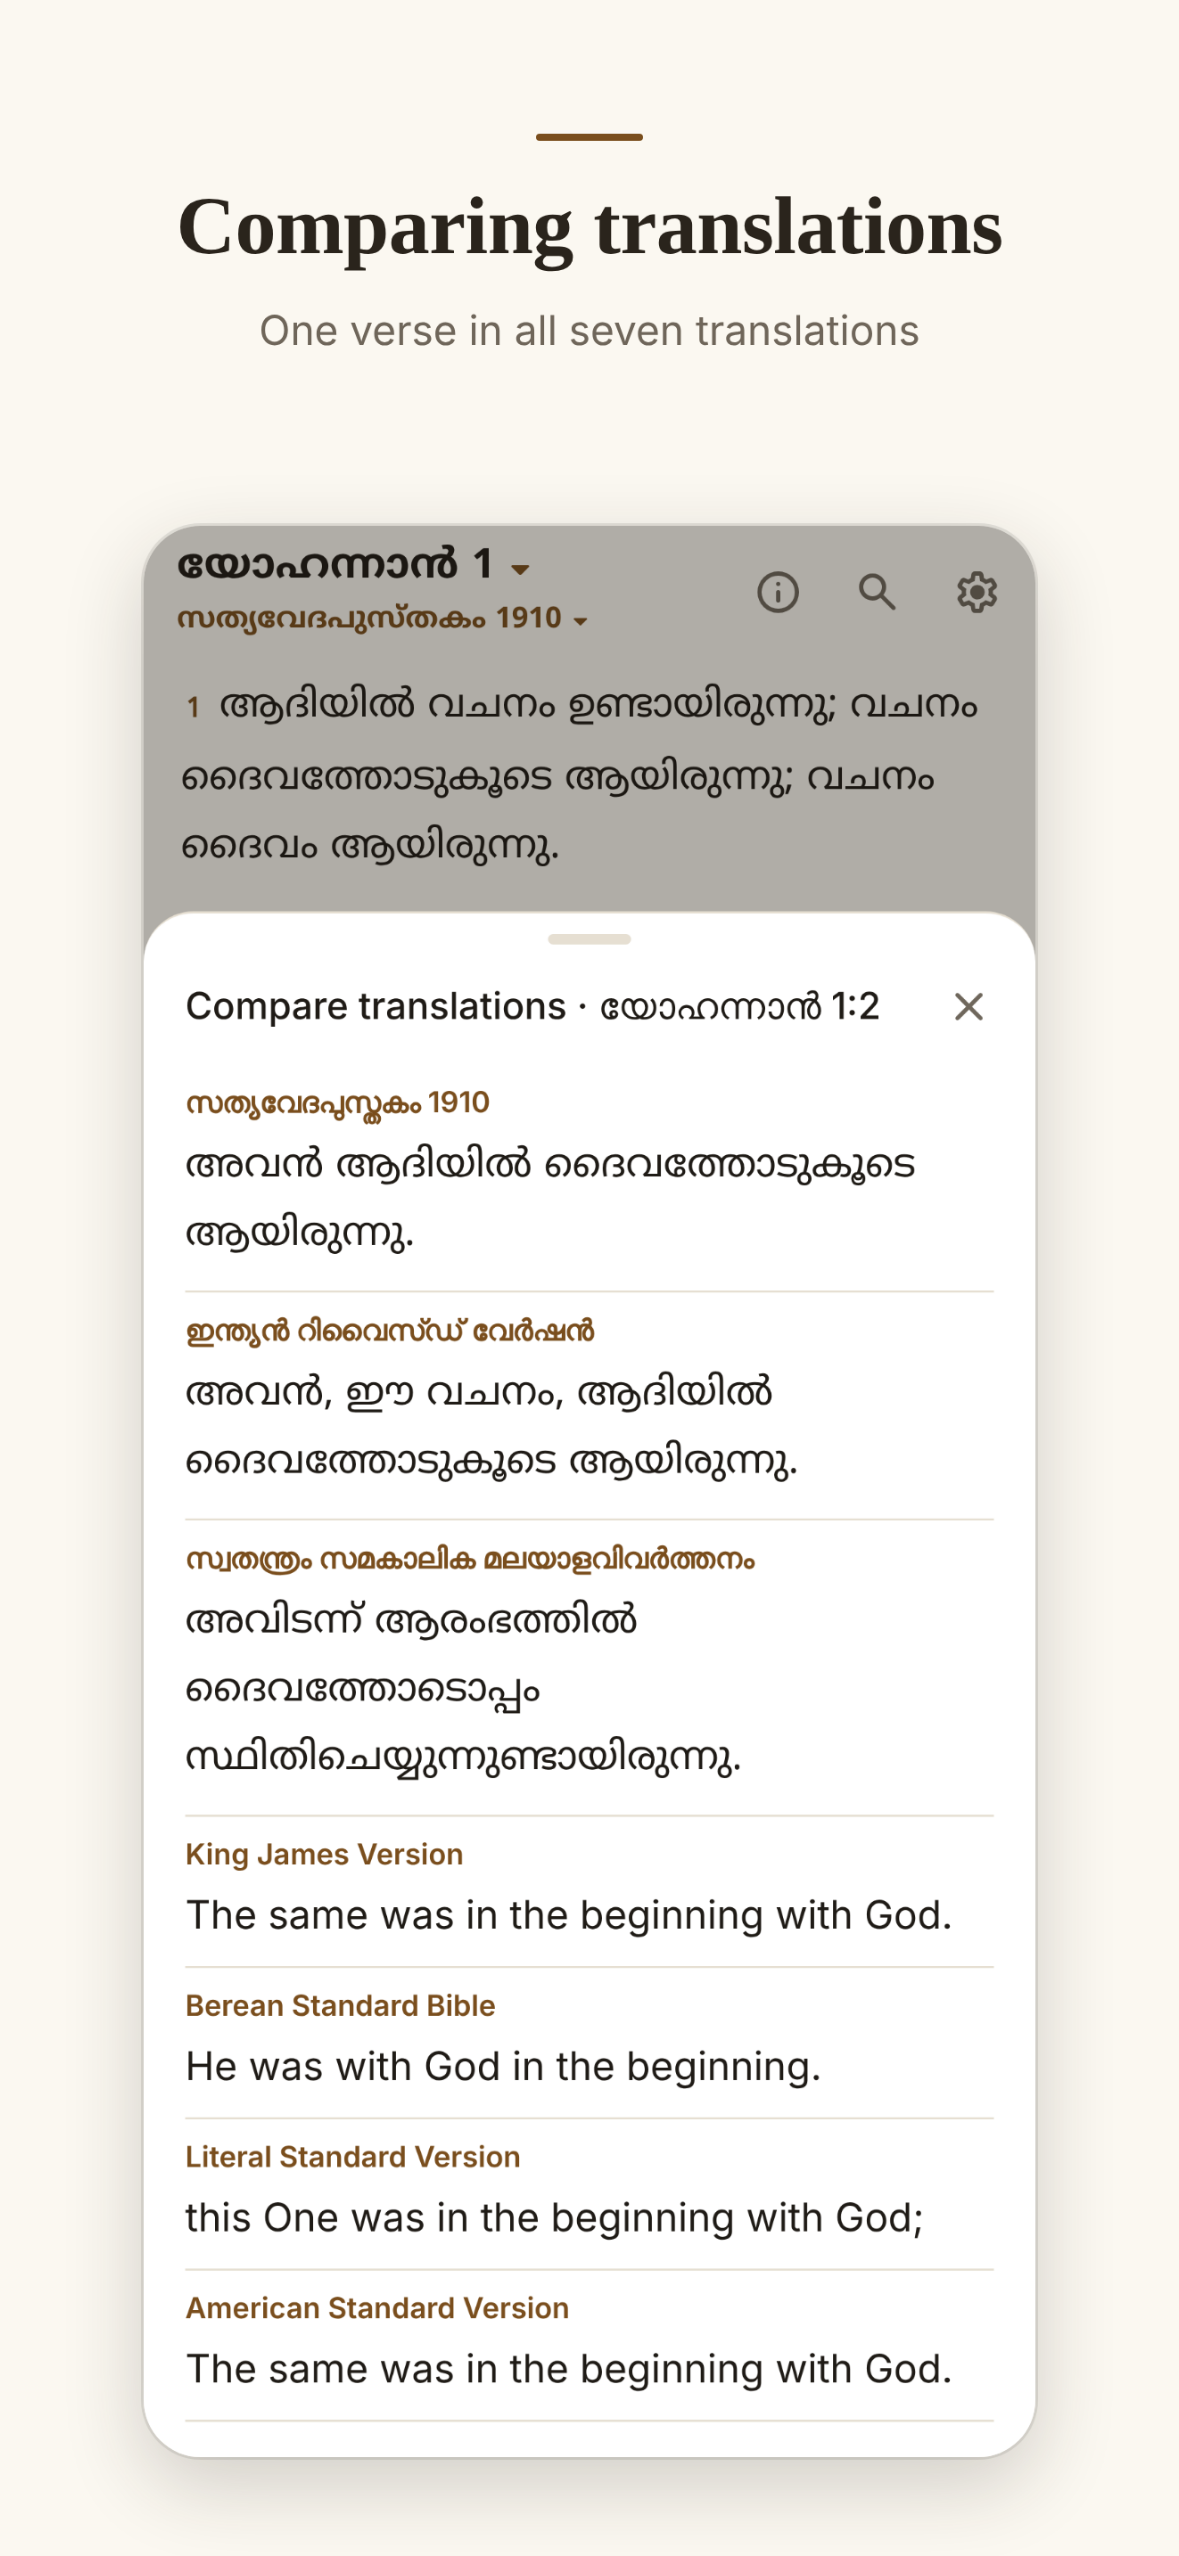 Comparing translations
One verse in all seven translations
യോഹന്നാൻ 1
സത്യവേദപുസ്തകം 1910
1 ആദിയിൽ വചനം ഉണ്ടായിരുന്നു; വചനം
ദൈവത്തോടുകൂടെ ആയിരുന്നു; വചനം
ദൈവം ആയിരുന്നു.
Compare translations · യോഹന്നാൻ 1:2
സത്യവേദപുസ്തകം 1910
അവൻ ആദിയിൽ ദൈവത്തോടുകൂടെ
ആയിരുന്നു.
ഇന്ത്യൻ റിവൈസ്ഡ് വേർഷൻ
അവൻ, ഈ വചനം, ആദിയിൽ
ദൈവത്തോടുകൂടെ ആയിരുന്നു.
സ്വതന്ത്രം സമകാലിക മലയാളവിവർത്തനം
അവിടന്ന് ആരംഭത്തിൽ
ദൈവത്തോടൊപ്പം
സ്ഥിതിചെയ്യുന്നുണ്ടായിരുന്നു.
King James Version
The same was in the beginning with God.
Berean Standard Bible
He was with God in the beginning.
Literal Standard Version
this One was in the beginning with God;
American Standard Version
The same was in the beginning with God.